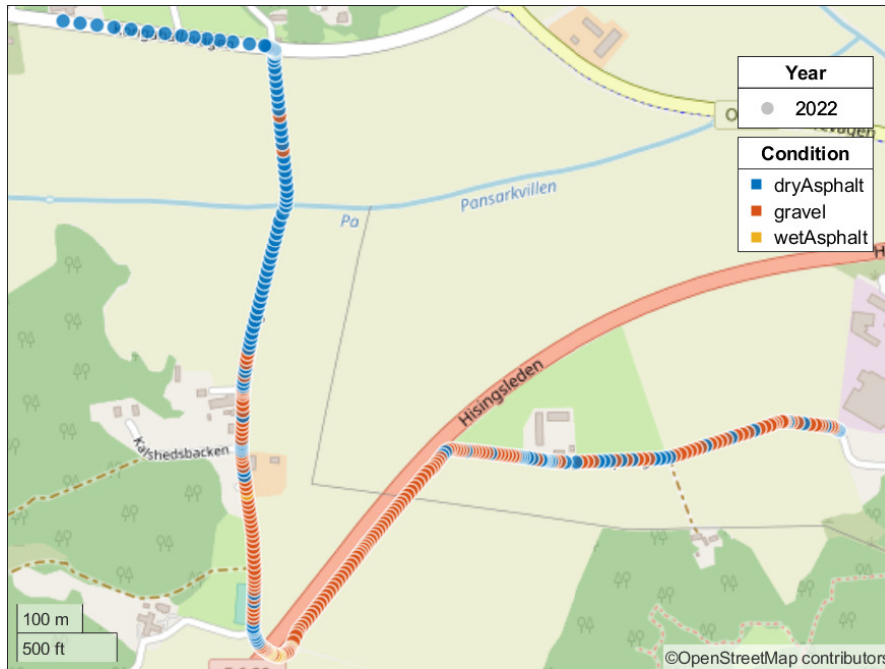 Year
2022
Condition
dryAsphalt
gravel
wetAsphalt
Pansarkvillen
Pa
Hisingsleden
H
100 m
500 ft
©OpenStreetMap contributors